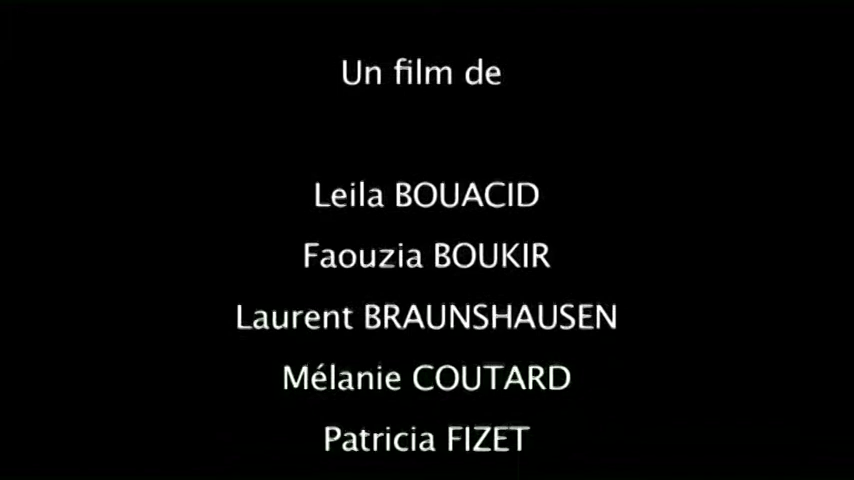 Un film de
Leila BOUACID
Faouzia BOUKIR
Laurent BRAUNSHAUSEN
Mélanie COUTARD
Patricia FIZET